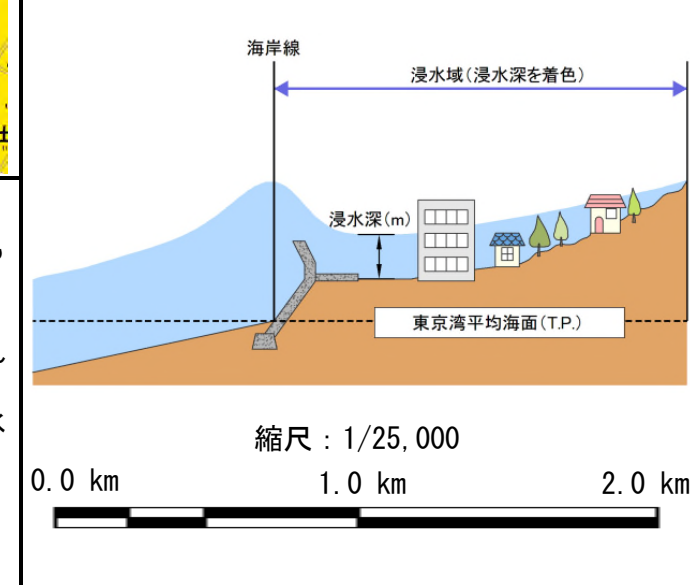 海岸線
浸水域(浸水深を着色)
浸水深(m)
東京湾平均海面(T.P.)
縮尺:1/25,000
0.0 km 1.0 km 2.0 km